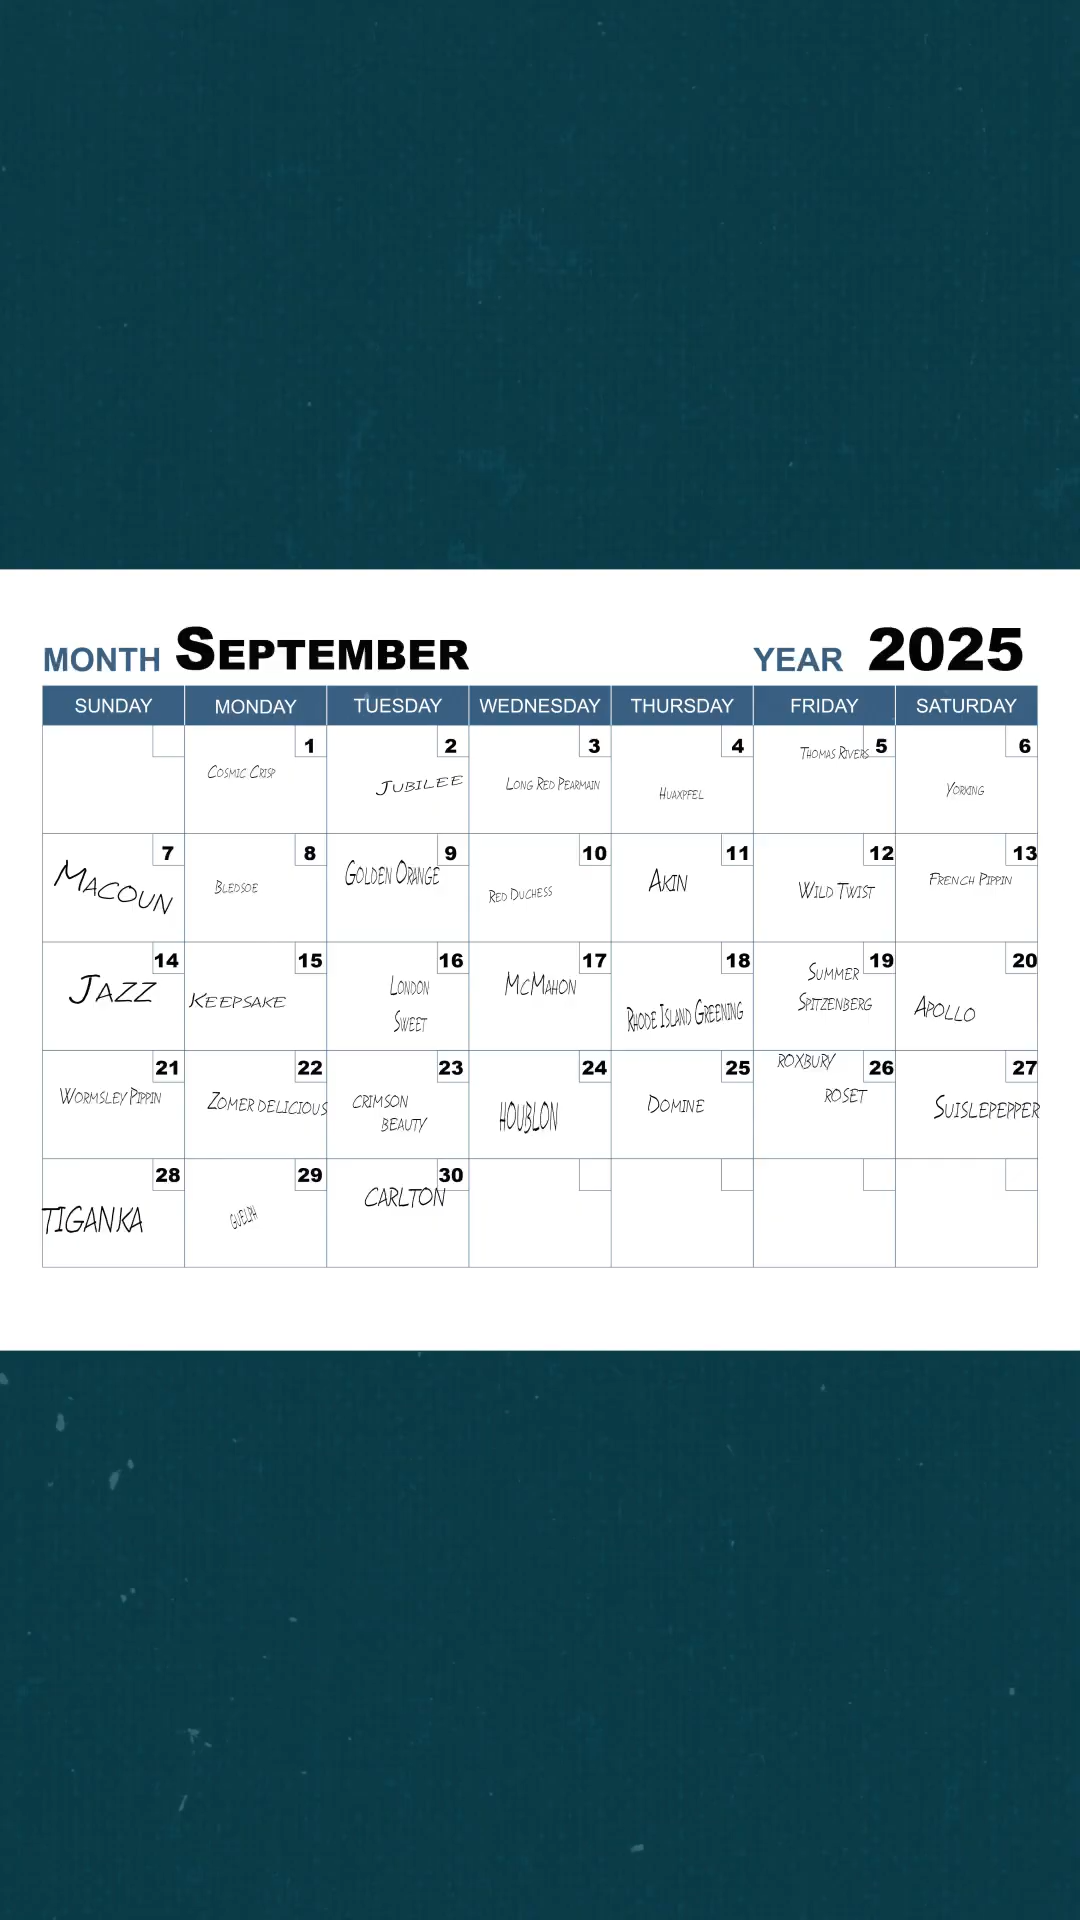 MONTH September YEAR 2025
SUNDAY MONDAY TUESDAY WEDNESDAY THURSDAY FRIDAY SATURDAY
1
Cosmic Crisp
2
Jubilee
3
Long Red Pearmain
4
Huaxpfel
5
Thomas Rivers
6
Yorking
7
Macoun
8
Bledsoe
9
Golden Orange
10
Red Duchess
11
Akin
12
Wild Twist
13
French Pippin
14
Jazz
15
Keepsake
16
London
Sweet
17
McMahon
18
Rhode Island Greening
19
Summer
Spitzenberg
20
Apollo
21
Wormsley Pippin
22
Zomer delicious
23
crimson
beauty
24
HOUBLON
25
Domine
26
ROXBURY
ROSET
27
Suislepepper
28
TIGANKA
29
GUELPH
30
CARLTON